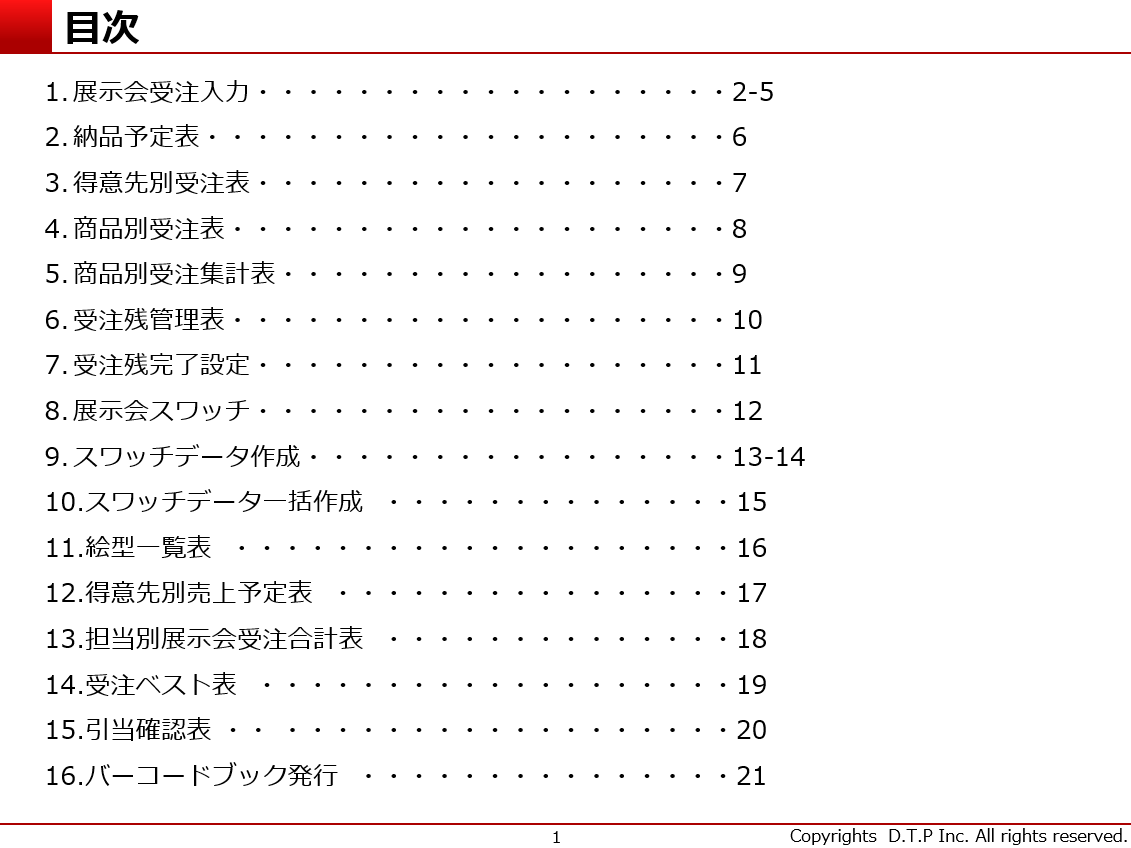 目次
1. 展示会受注入力・・・・・・・・・・・・・・・・・・・2-5
2. 納品予定表・・・・・・・・・・・・・・・・・・・・・6
3. 得意先別受注表・・・・・・・・・・・・・・・・・・・7
4. 商品別受注表・・・・・・・・・・・・・・・・・・・・8
5. 商品別受注集計表・・・・・・・・・・・・・・・・・・9
6. 受注残管理表・・・・・・・・・・・・・・・・・・・・10
7. 受注残完了設定・・・・・・・・・・・・・・・・・・・11
8. 展示会スワッチ・・・・・・・・・・・・・・・・・・・12
9. スワッチデータ作成・・・・・・・・・・・・・・・・・13-14
10.スワッチデータ一括作成 ・・・・・・・・・・・・・・15
11.絵型一覧表 ・・・・・・・・・・・・・・・・・・・・16
12.得意先別売上予定表 ・・・・・・・・・・・・・・・・17
13.担当別展示会受注合計表 ・・・・・・・・・・・・・・18
14.受注ベスト表 ・・・・・・・・・・・・・・・・・・・19
15.引当確認表 ・・ ・・・・・・・・・・・・・・・・・・20
16.バーコードブック発行 ・・・・・・・・・・・・・・・21
1
Copyrights D.T.P Inc. All rights reserved.